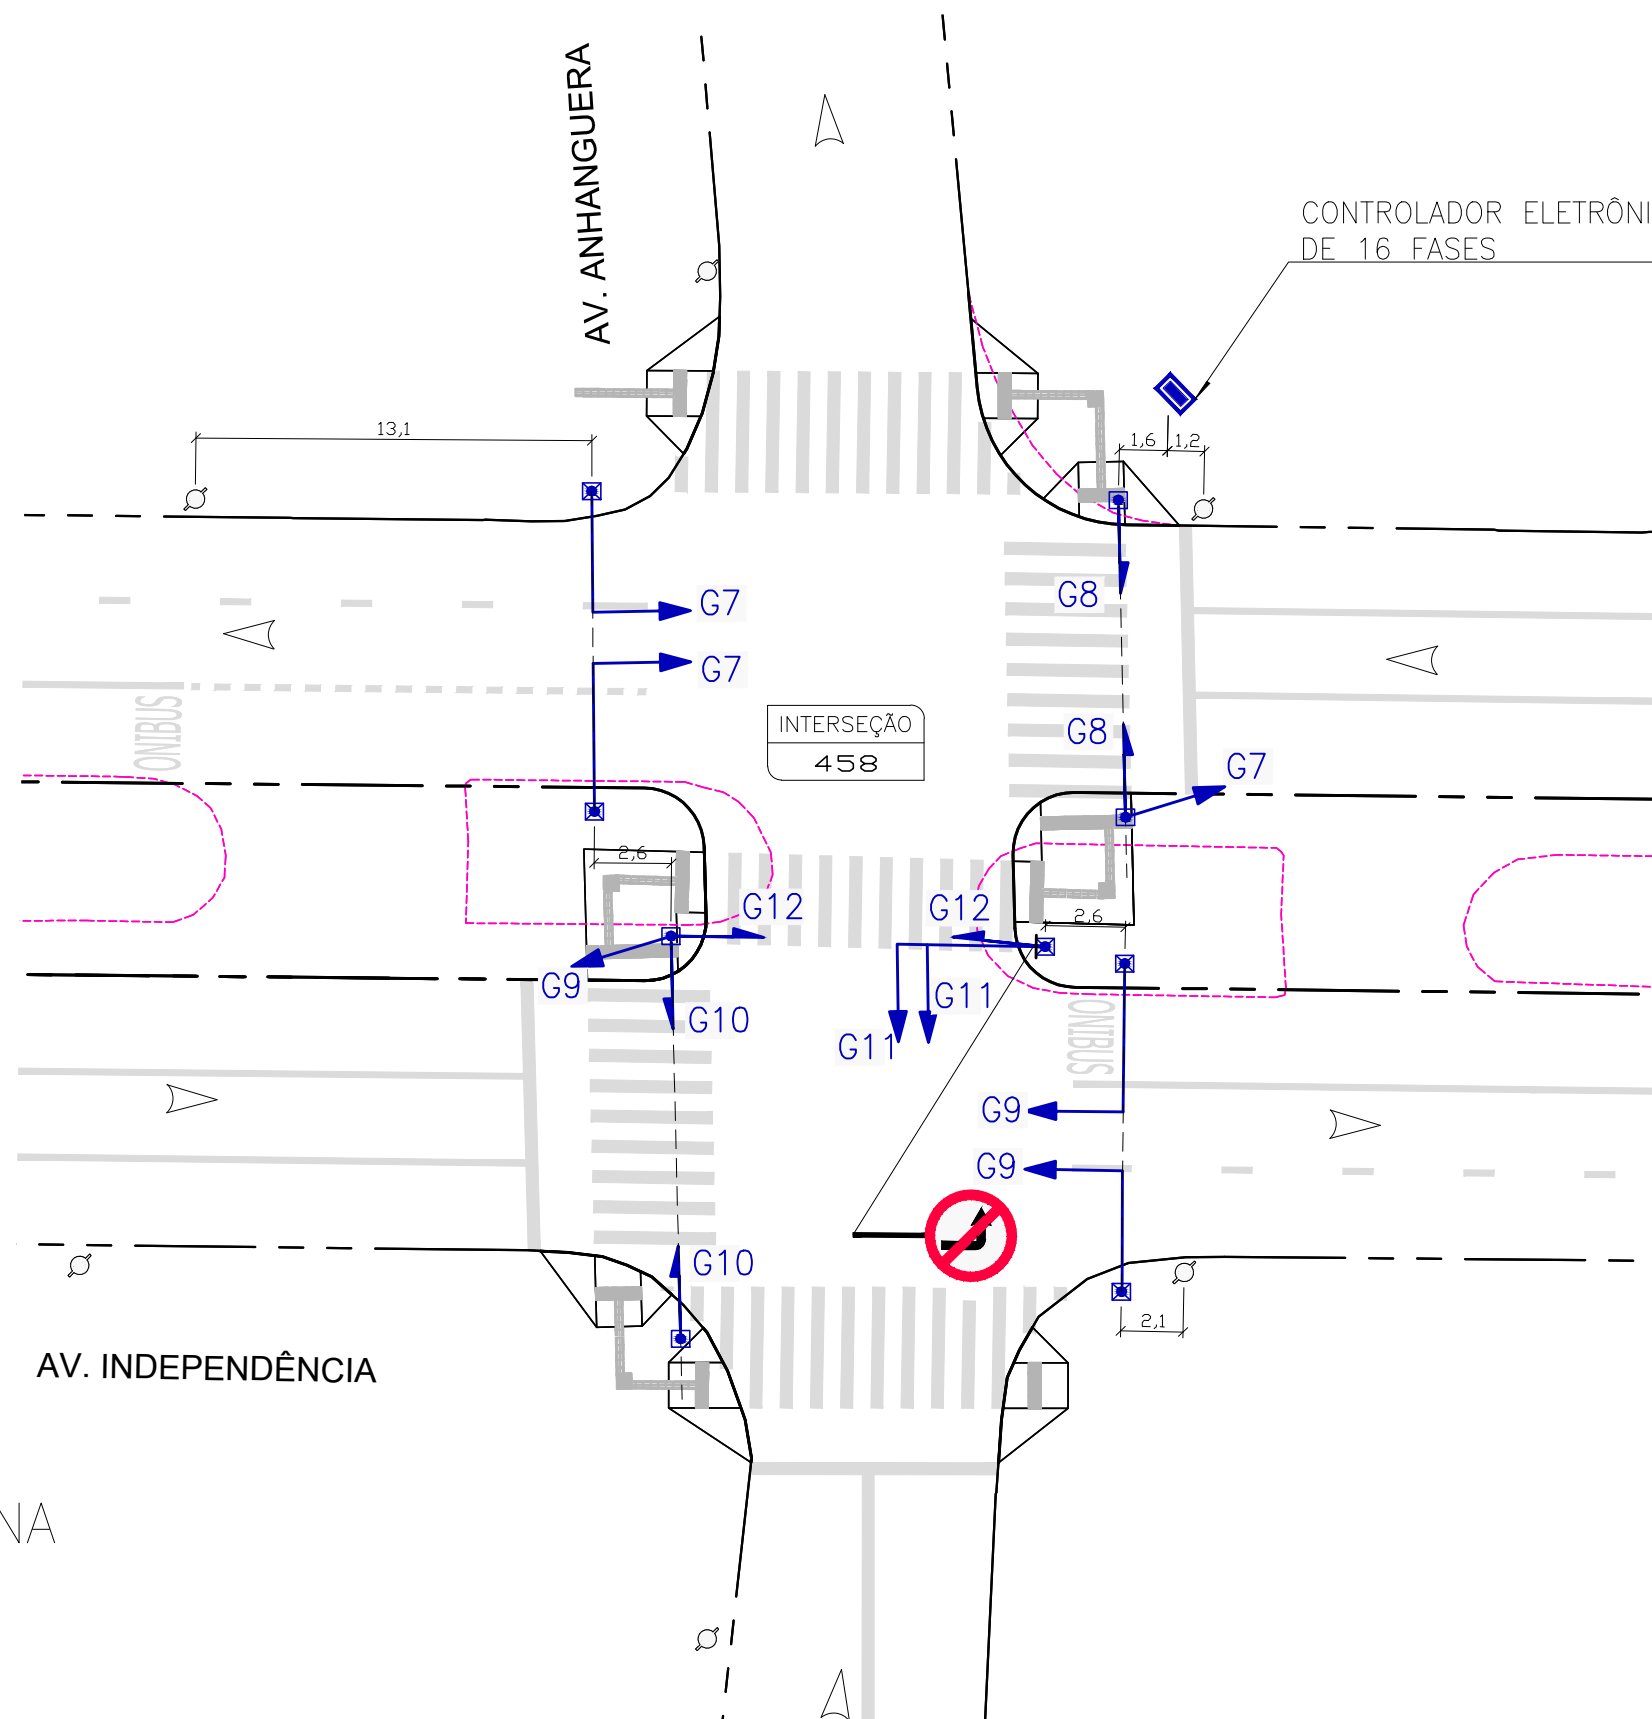 AV. ANHANGUERA
CONTROLADOR ELETRÔNI
DE 16 FASES
13,1
1,6
1,2
G7
G8
G7
ONIBUS
INTERSEÇÃO
458
G8
G7
2,6
G12
G12
2,6
G9
G11
G10
G11
ONIBUS
G9
G9
G10
2,1
AV. INDEPENDÊNCIA
NA